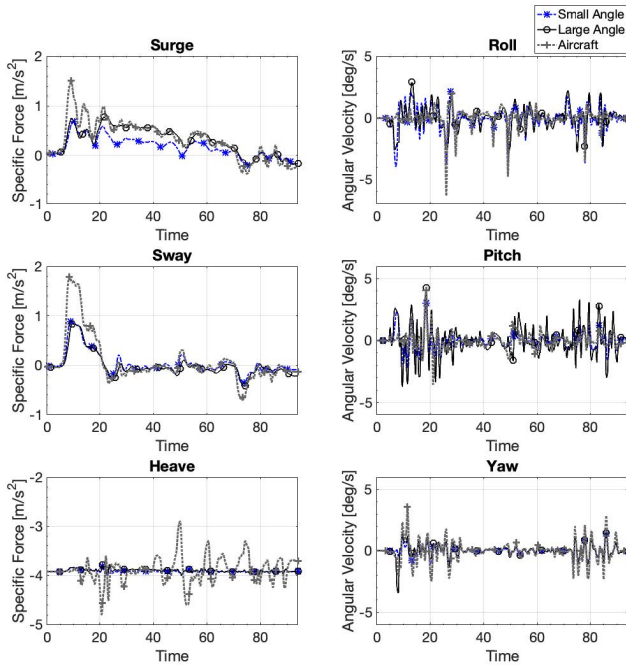 Small Angle
Large Angle
Aircraft
Surge
Specific Force [m/s²]
2
1
0
-1
0 20 40 60 80
Time
Roll
Angular Velocity [deg/s]
5
0
-5
0 20 40 60 80
Time
Sway
Specific Force [m/s²]
2
1
0
-1
0 20 40 60 80
Time
Pitch
Angular Velocity [deg/s]
5
0
-5
0 20 40 60 80
Time
Heave
Specific Force [m/s²]
-2
-3
-4
-5
0 20 40 60 80
Time
Yaw
Angular Velocity [deg/s]
5
0
-5
0 20 40 60 80
Time